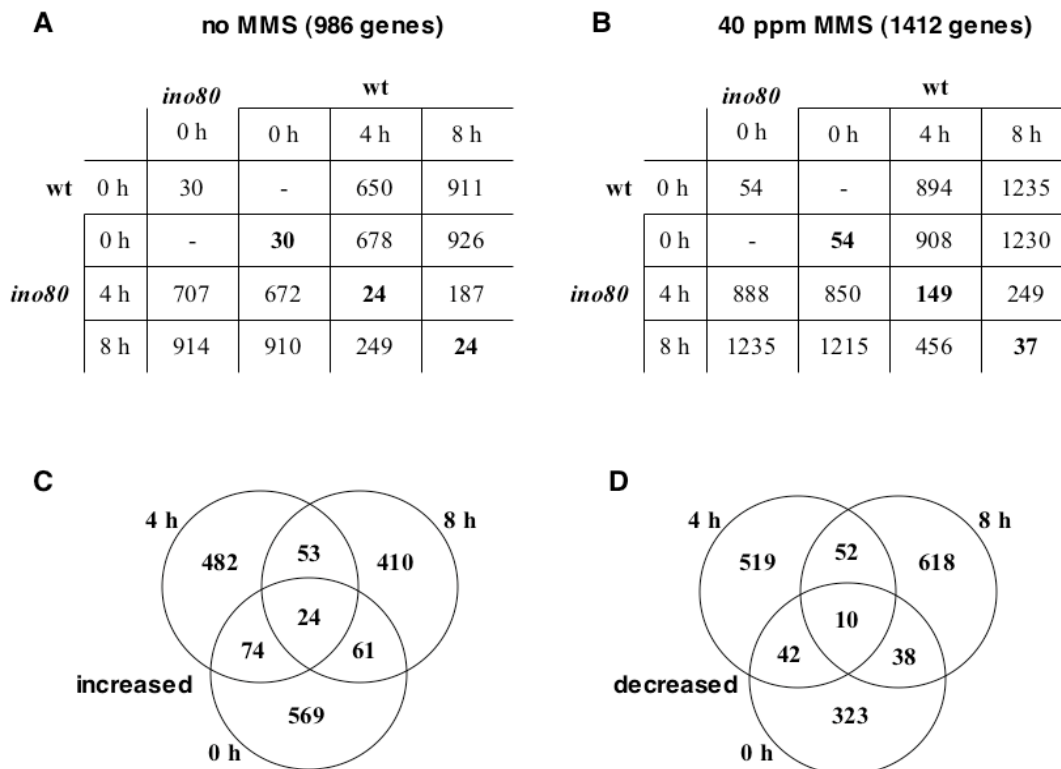 A no MMS (986 genes)
ino80 wt
0 h 0 h 4 h 8 h
wt 0 h 30 - 650 911
0 h - 30 678 926
ino80 4 h 707 672 24 187
8 h 914 910 249 24
B 40 ppm MMS (1412 genes)
ino80 wt
0 h 0 h 4 h 8 h
wt 0 h 54 - 894 1235
0 h - 54 908 1230
ino80 4 h 888 850 149 249
8 h 1235 1215 456 37
C
4 h 8 h
482 53 410
24
74 61
increased
569
0 h
D
4 h 8 h
519 52 618
10
42 38
decreased
323
0 h